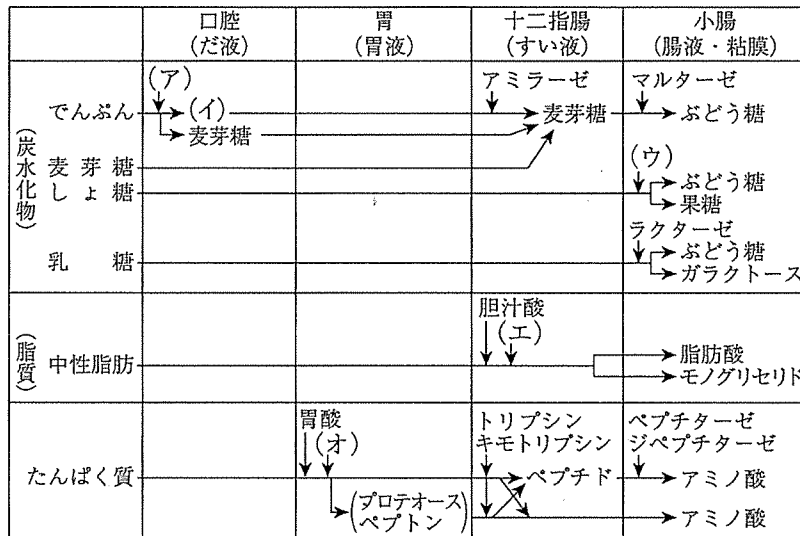 口腔
(だ液)
胃
(胃液)
十二指腸
(すい液)
小腸
(腸液・粘膜)
(炭水化物)
(ア)
でんぷん
(イ)
麦芽糖
アミラーゼ
麦芽糖
マルターゼ
ぶどう糖
麦芽糖
しょ糖
(ウ)
ぶどう糖
果糖
乳糖
ラクターゼ
ぶどう糖
ガラクトース
(脂質)
中性脂肪
胆汁酸
(エ)
脂肪酸
モノグリセリド
たんぱく質
胃酸
(オ)
(プロテオース
ペプトン)
トリプシン
キモトリプシン
ペプチド
ペプチターゼ
ジペプチターゼ
アミノ酸
アミノ酸